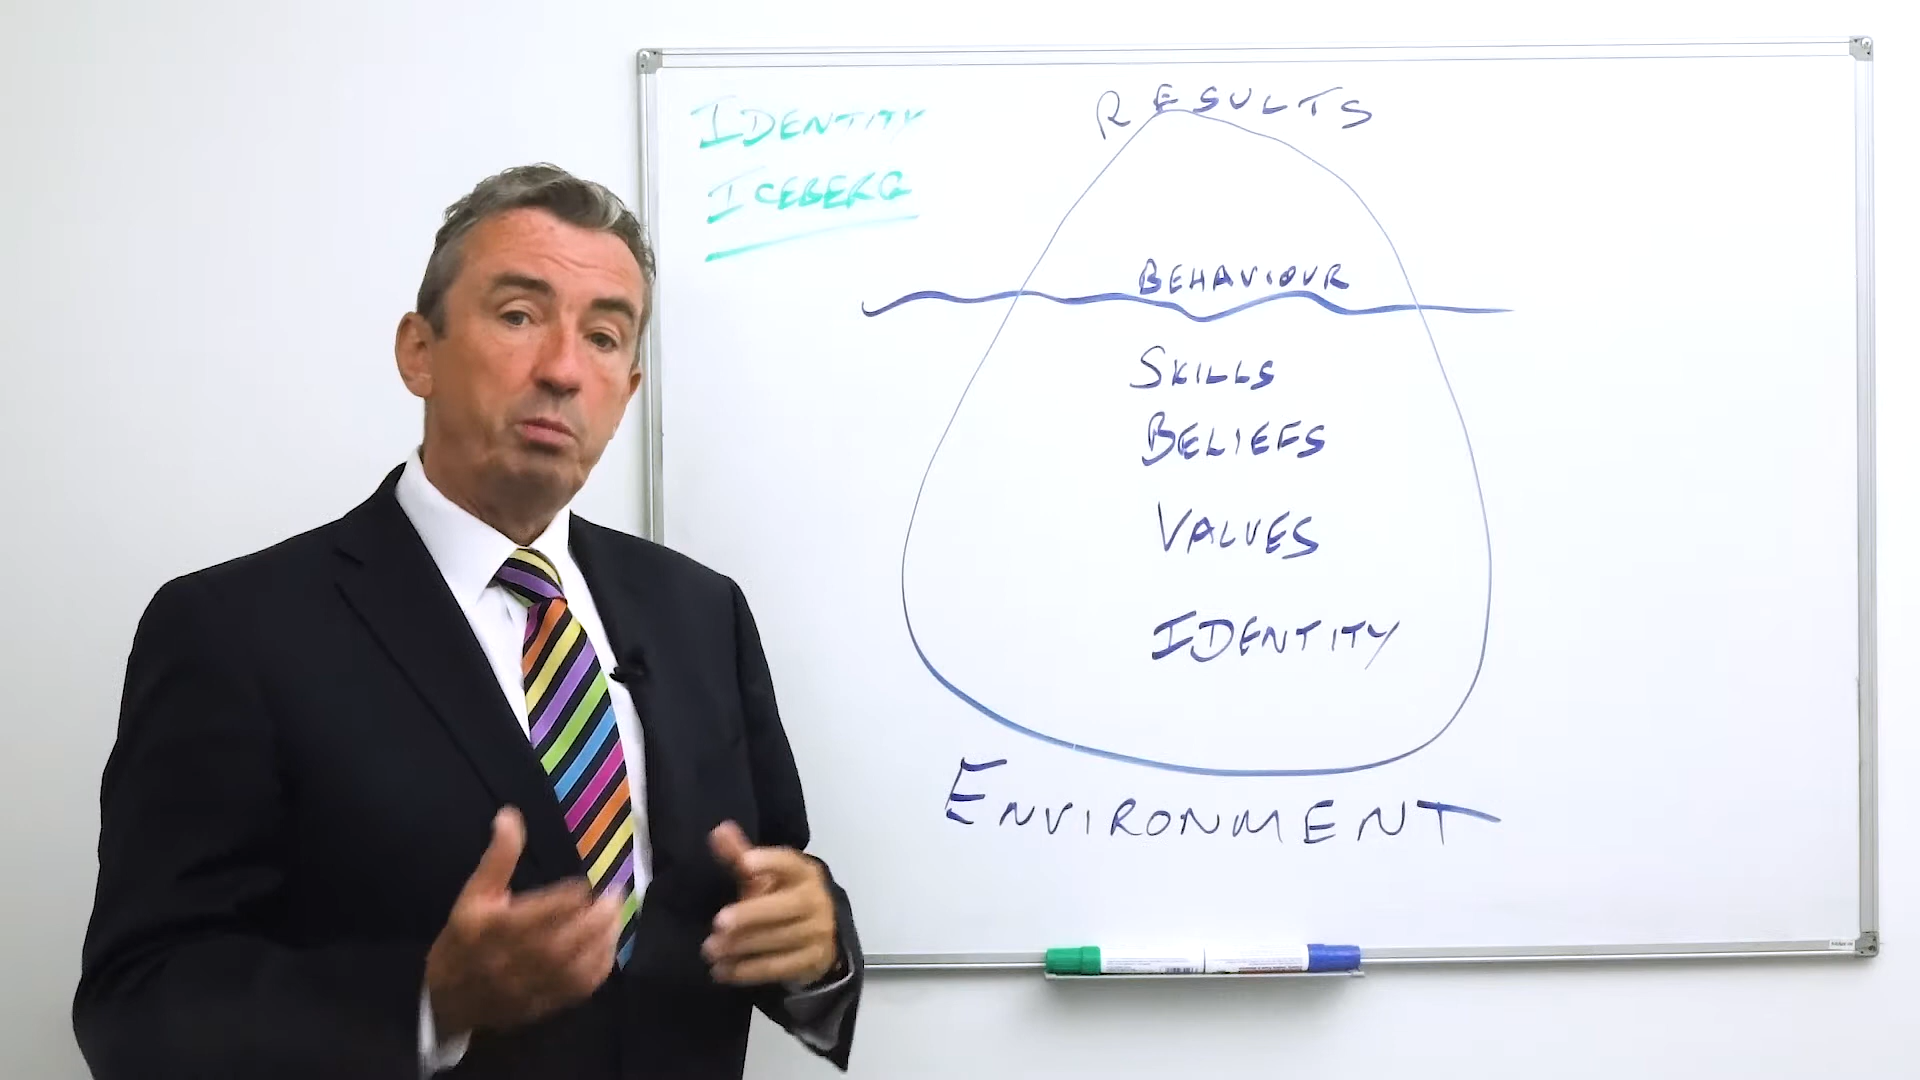 IDENTITY
ICEBERG
RESULTS
BEHAVIOUR
SKILLS
BELIEFS
VALUES
IDENTITY
ENVIRONMENT